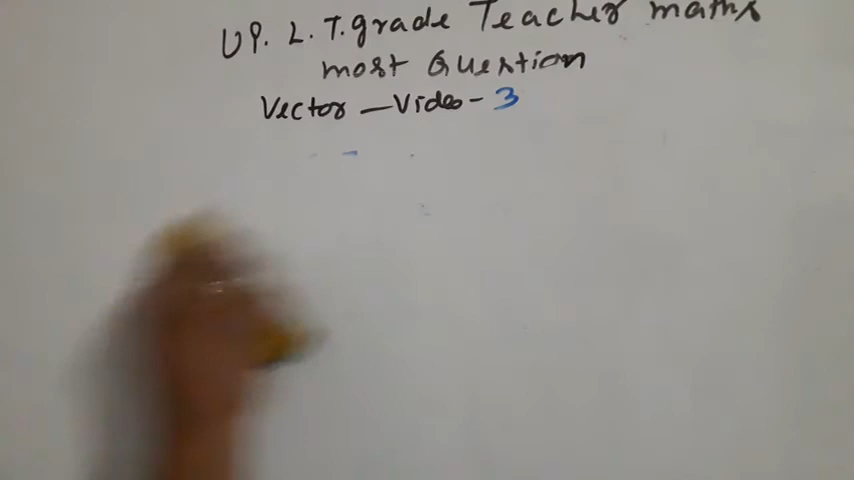 UP. L. T. grade Teacher maths
most Question
Vector - Video - 3